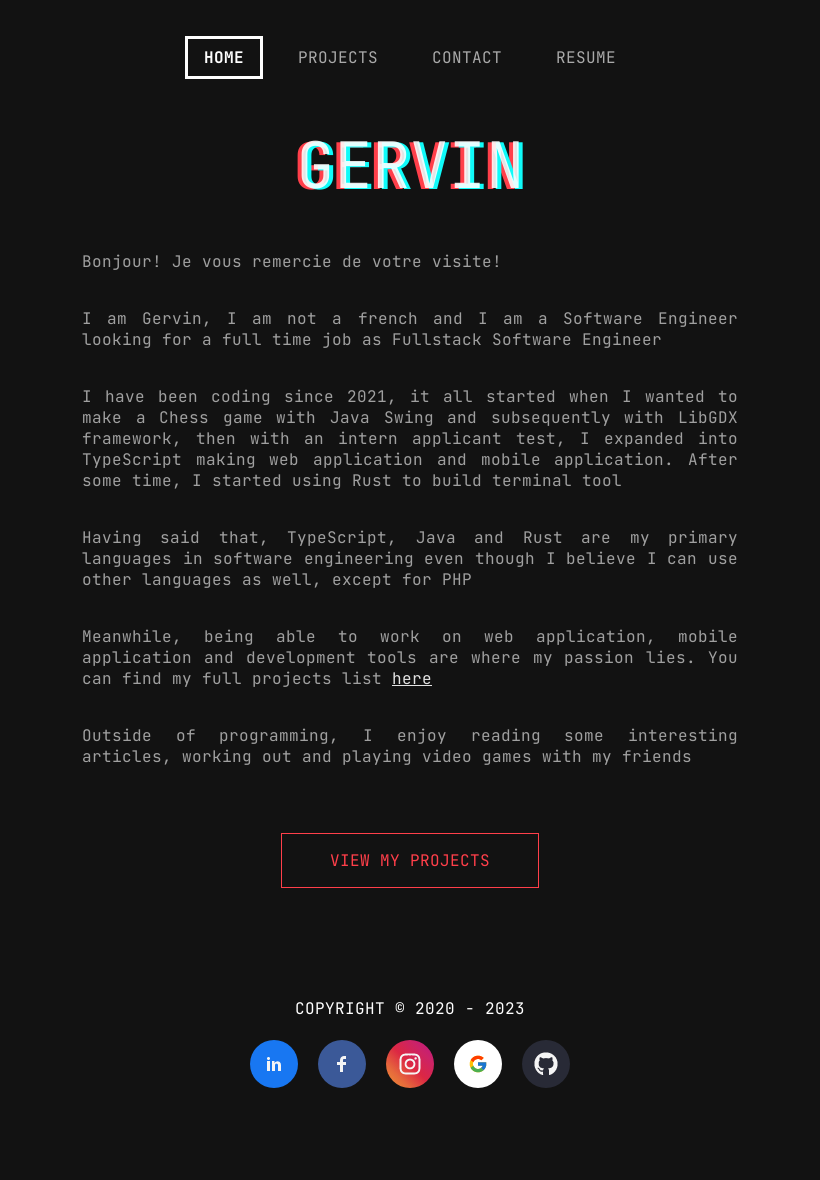 HOME PROJECTS CONTACT RESUME
GERVIN
Bonjour! Je vous remercie de votre visite!
I am Gervin, I am not a french and I am a Software Engineer
looking for a full time job as Fullstack Software Engineer
I have been coding since 2021, it all started when I wanted to
make a Chess game with Java Swing and subsequently with LibGDX
framework, then with an intern applicant test, I expanded into
TypeScript making web application and mobile application. After
some time, I started using Rust to build terminal tool
Having said that, TypeScript, Java and Rust are my primary
languages in software engineering even though I believe I can use
other languages as well, except for PHP
Meanwhile, being able to work on web application, mobile
application and development tools are where my passion lies. You
can find my full projects list here
Outside of programming, I enjoy reading some interesting
articles, working out and playing video games with my friends
VIEW MY PROJECTS
COPYRIGHT © 2020 - 2023
in f G